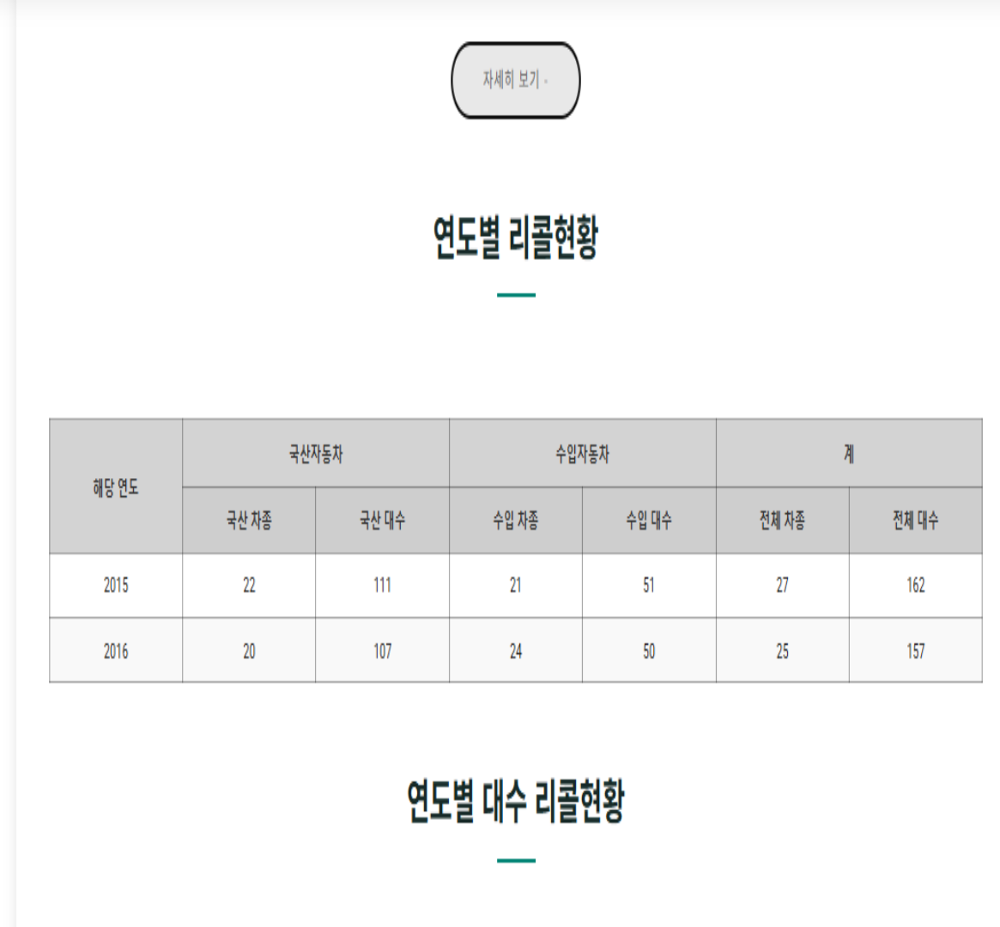 자세히 보기
연도별 리콜현황
해당 연도 국산자동차 수입자동차 계
국산 차종 국산 대수 수입 차종 수입 대수 전체 차종 전체 대수
2015 22 111 21 51 27 162
2016 20 107 24 50 25 157
연도별 대수 리콜현황